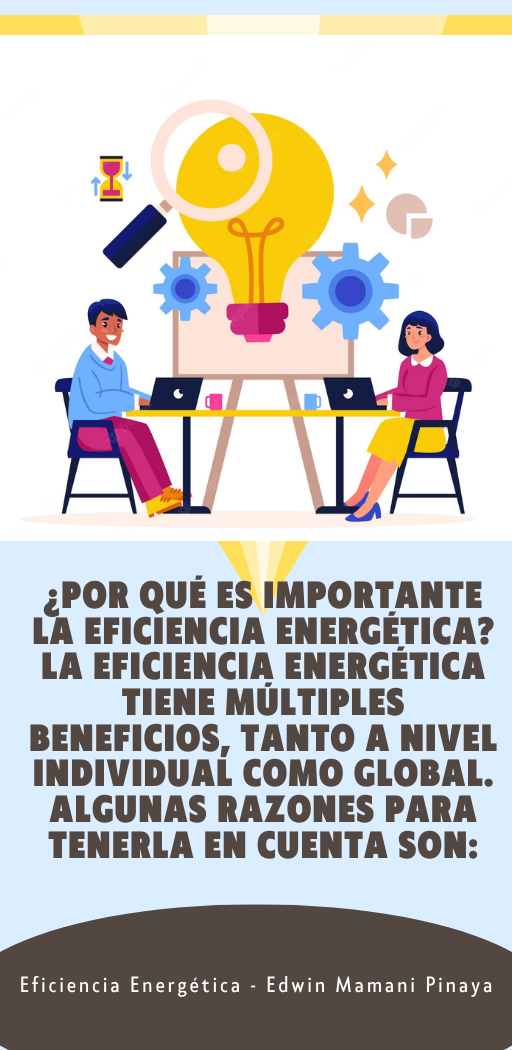 ¿POR QUÉ ES IMPORTANTE
LA EFICIENCIA ENERGÉTICA?
LA EFICIENCIA ENERGÉTICA
TIENE MÚLTIPLES
BENEFICIOS, TANTO A NIVEL
INDIVIDUAL COMO GLOBAL.
ALGUNAS RAZONES PARA
TENERLA EN CUENTA SON:
Eficiencia Energética - Edwin Mamani Pinaya